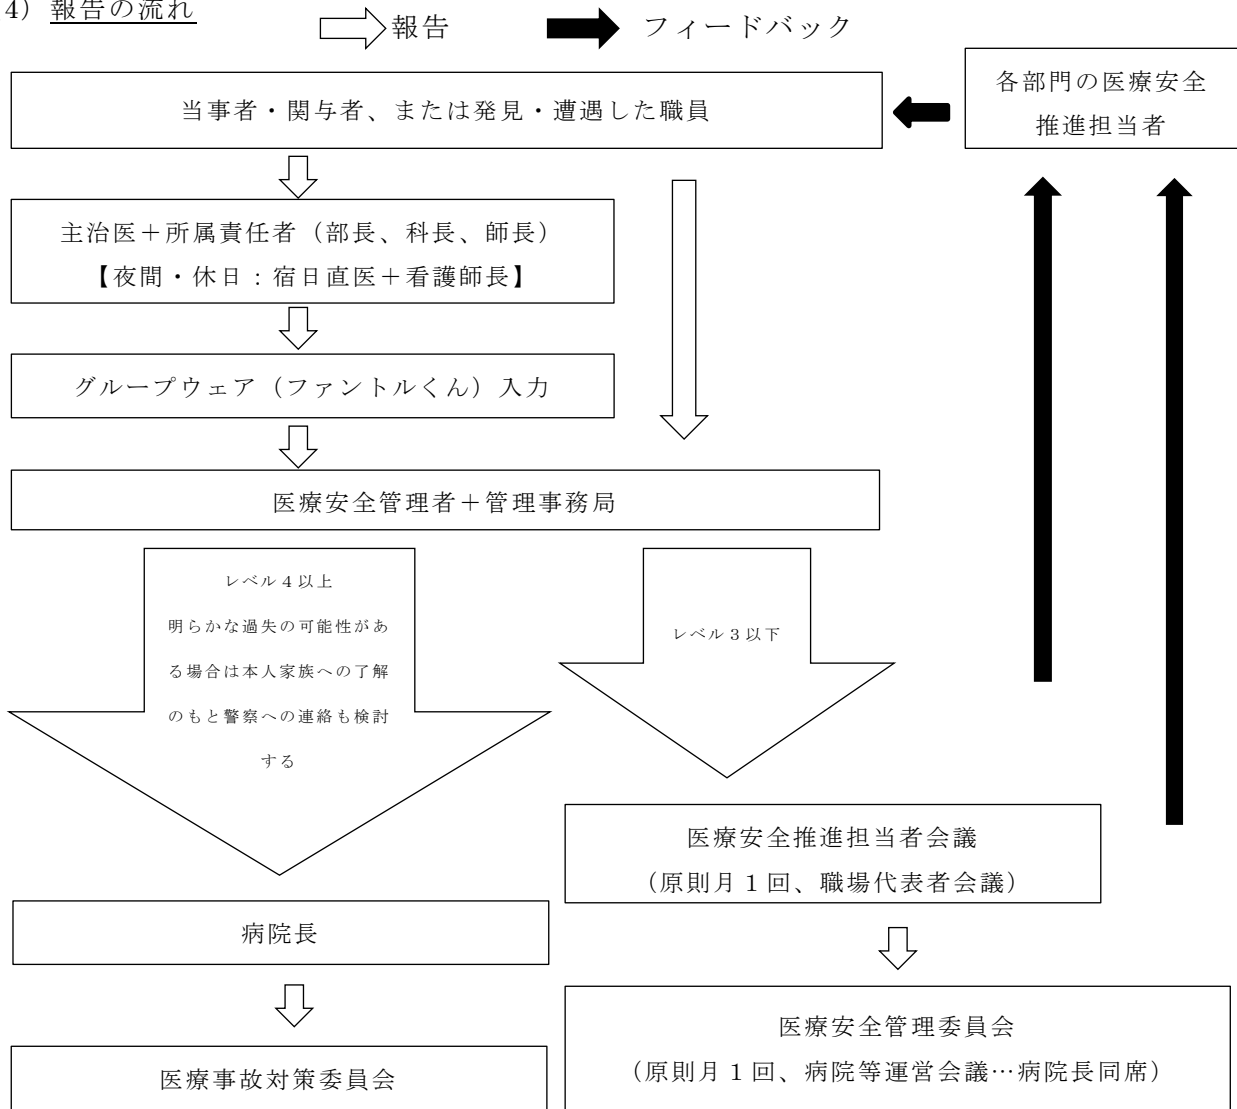 4）報告の流れ
報告
フィードバック
各部門の医療安全
推進担当者
当事者・関与者、または発見・遭遇した職員
主治医＋所属責任者（部長、科長、師長）
【夜間・休日：宿日直医＋看護師長】
グループウェア（ファントルくん）入力
医療安全管理者＋管理事務局
レベル４以上
明らかな過失の可能性があ
る場合は本人家族への了解
のもと警察への連絡も検討
する
レベル３以下
医療安全推進担当者会議
（原則月１回、職場代表者会議）
病院長
医療安全管理委員会
（原則月１回、病院等運営会議…病院長同席）
医療事故対策委員会